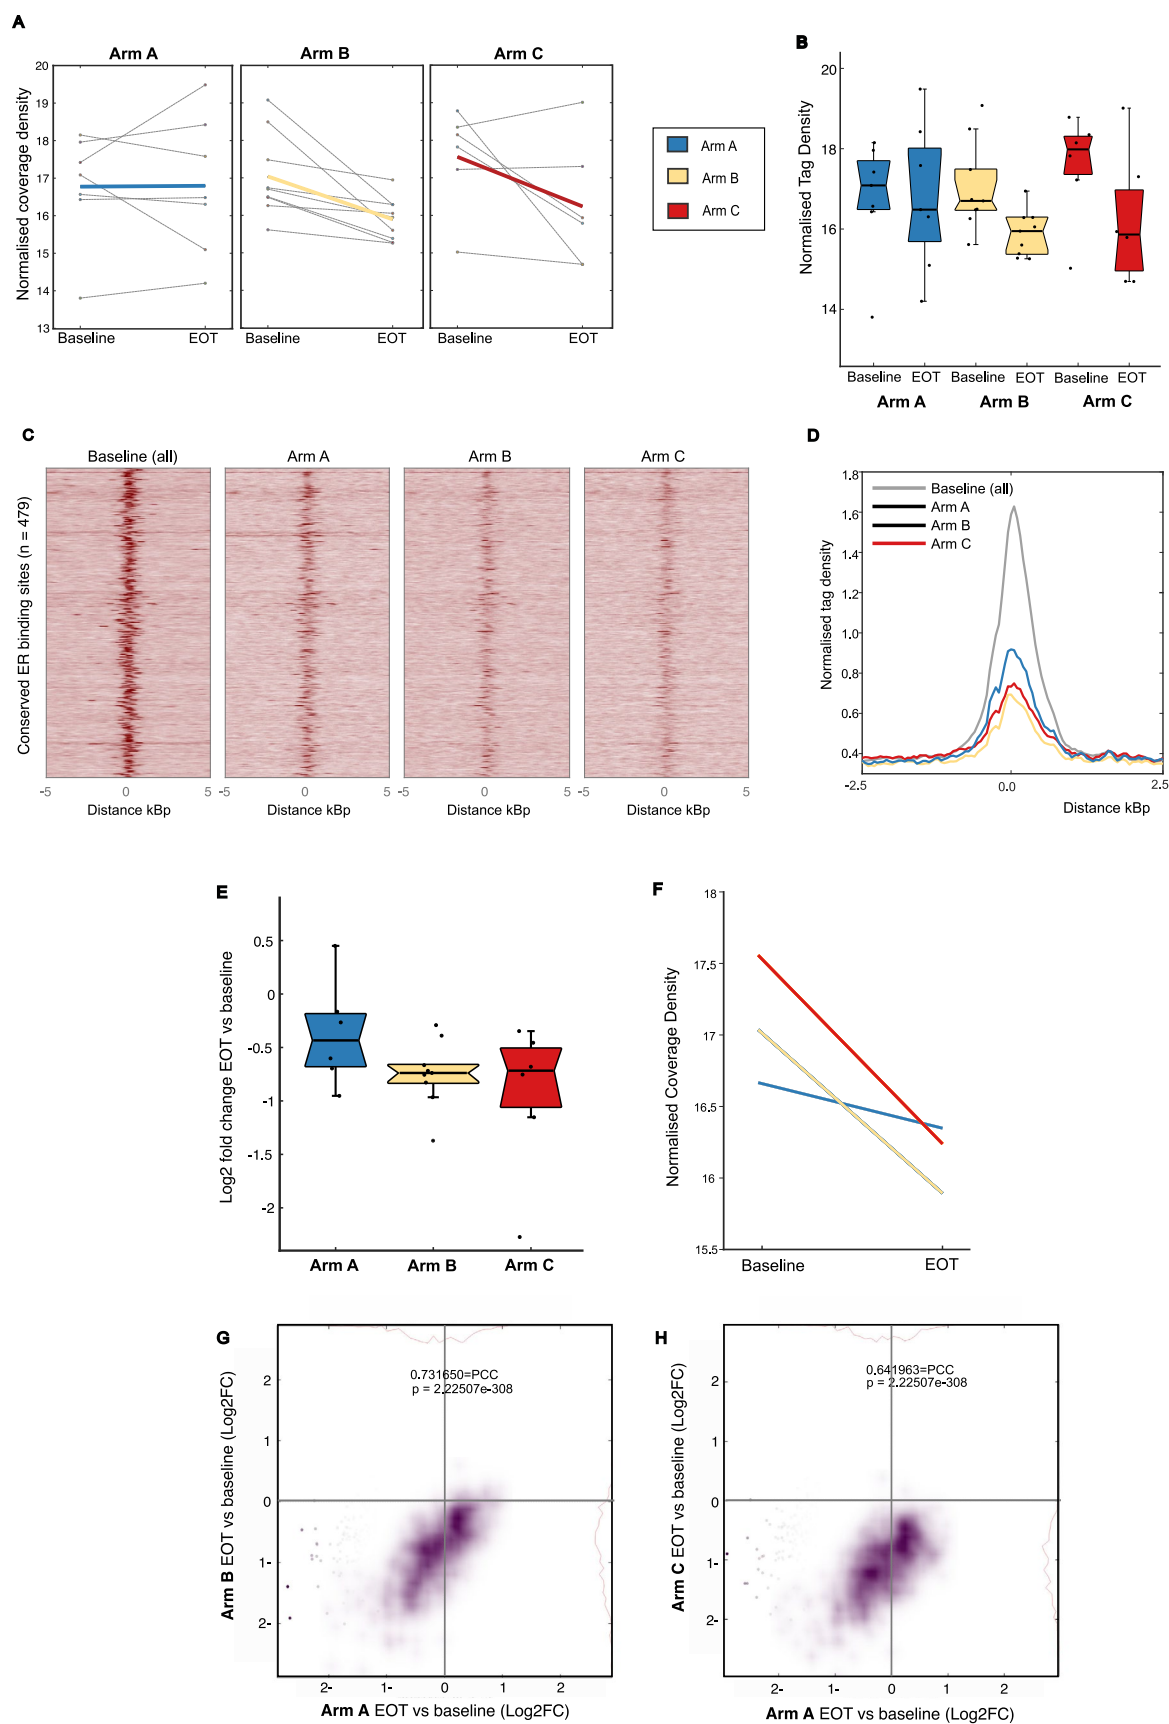 A
Arm A
Arm B
Arm C
Normalised coverage density
20
19
18
17
16
15
14
13
Baseline
EOT
Baseline
EOT
Baseline
EOT
Arm A
Arm B
Arm C
B
Normalised Tag Density
20
18
16
14
Baseline
EOT
Baseline
EOT
Baseline
EOT
Arm A
Arm B
Arm C
C
Baseline (all)
Arm A
Arm B
Arm C
Conserved ER binding sites (n = 479)
-5
0
5
-5
0
5
-5
0
5
-5
0
5
Distance kBp
Distance kBp
Distance kBp
Distance kBp
D
Normalised tag density
1.8
1.6
1.4
1.2
1.0
0.8
0.6
0.4
Baseline (all)
Arm A
Arm B
Arm C
-2.5
0.0
2.5
Distance kBp
E
Log2 fold change EOT vs baseline
0.5
0
-0.5
-1
-1.5
-2
Arm A
Arm B
Arm C
F
Normalised Coverage Density
18
17.5
17
16.5
16
15.5
Baseline
EOT
G
Arm B EOT vs baseline (Log2FC)
0.731650=PCC
p = 2.22507e-308
2
1
0
1-
2-
2-
1-
0
1
2
Arm A EOT vs baseline (Log2FC)
H
Arm C EOT vs baseline (Log2FC)
0.641963=PCC
p = 2.22507e-308
2
1
0
1-
2-
2-
1-
0
1
2
Arm A EOT vs baseline (Log2FC)